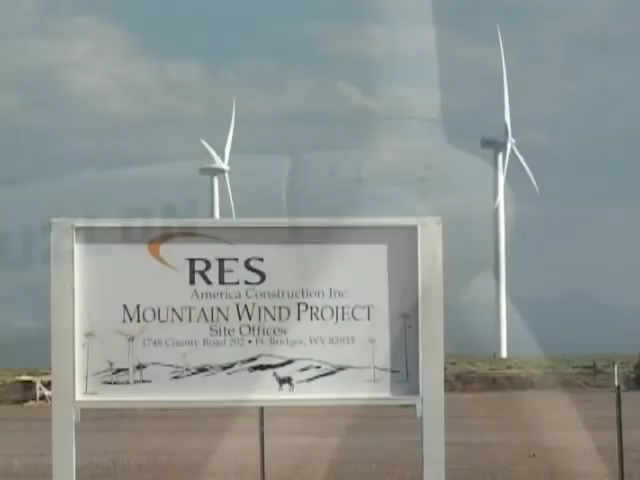 RES
America Construction Inc.
MOUNTAIN WIND PROJECT
Site Offices
1748 County Road 202 • Ft. Bridger, WY 82933